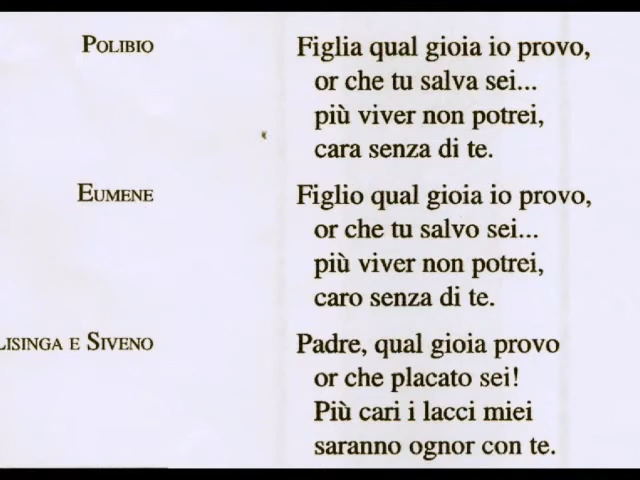 POLIBIO Figlia qual gioia io provo,
or che tu salva sei...
più viver non potrei,
cara senza di te.
EUMENE Figlio qual gioia io provo,
or che tu salvo sei...
più viver non potrei,
caro senza di te.
LISINGA E SIVENO Padre, qual gioia provo
or che placato sei!
Più cari i lacci miei
saranno ognor con te.